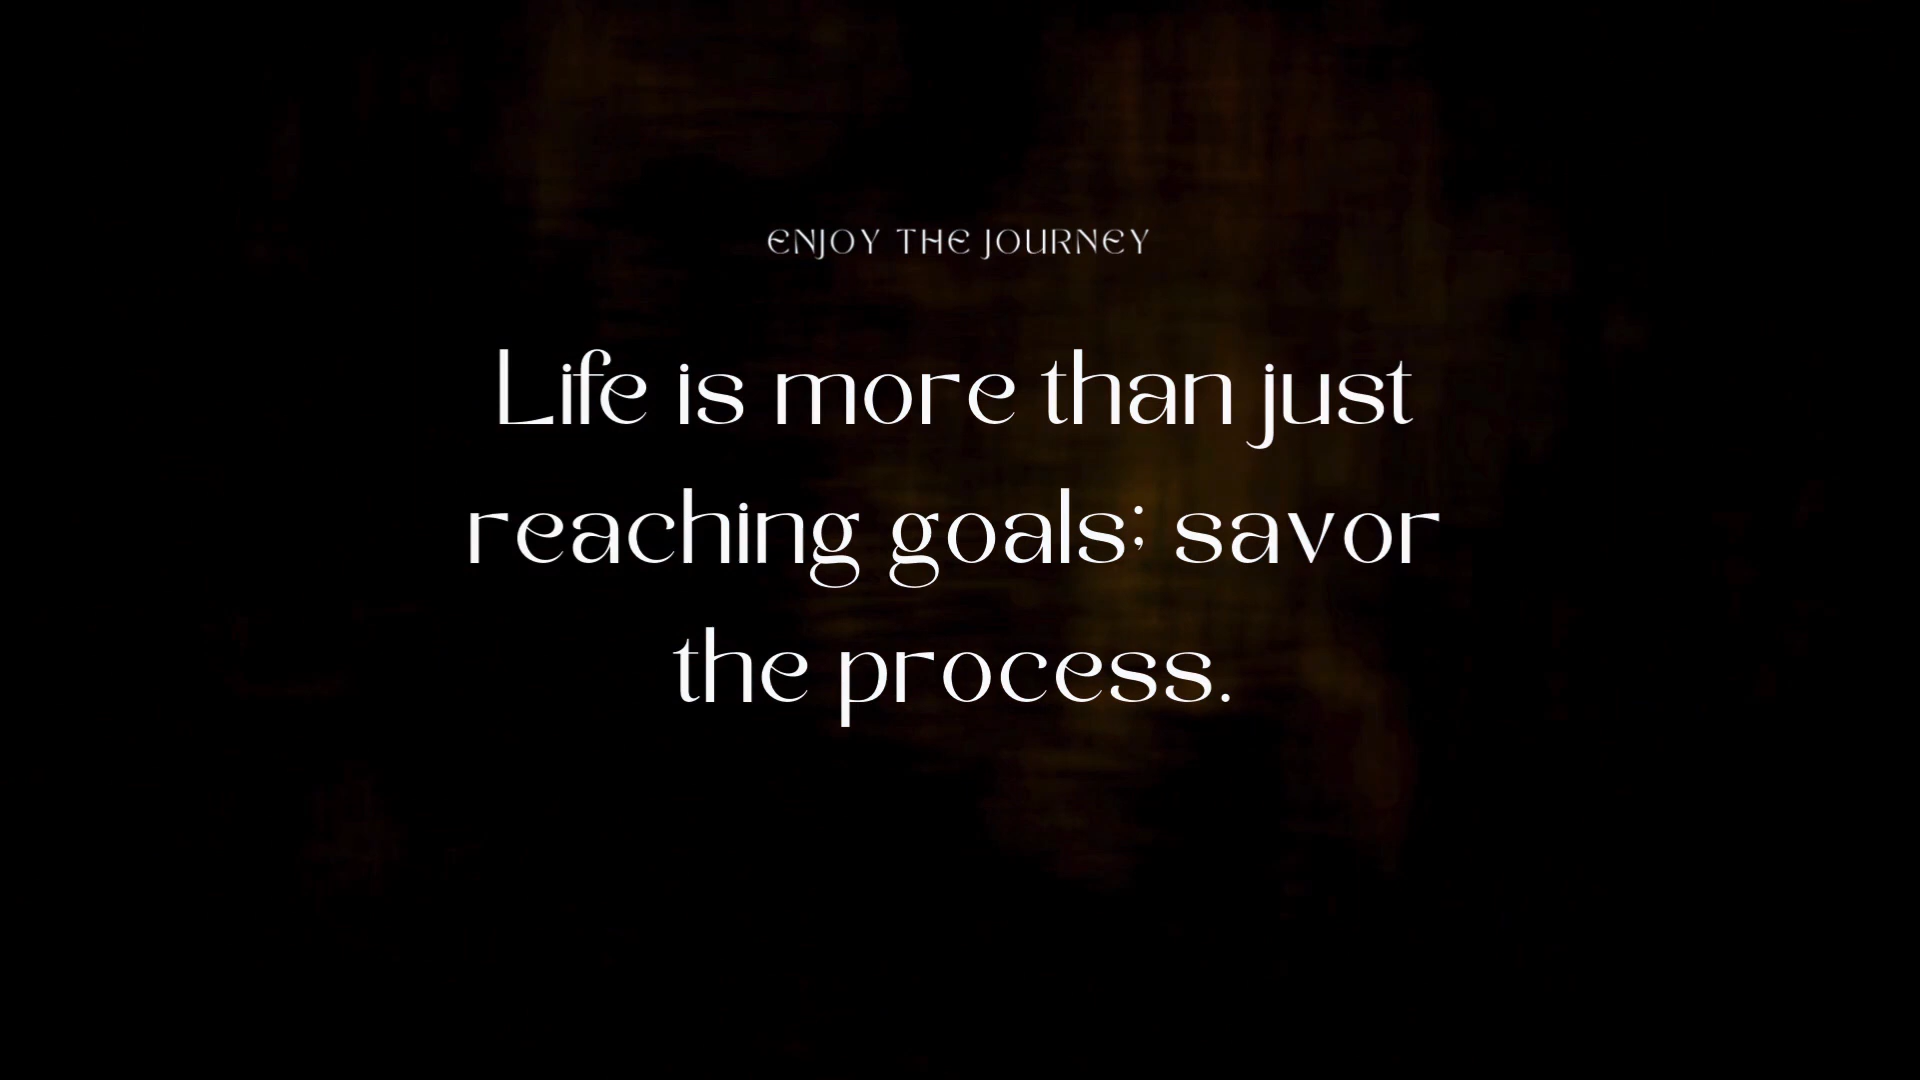 ENJOY THE JOURNEY
Life is more than just
reaching goals; savor
the process.